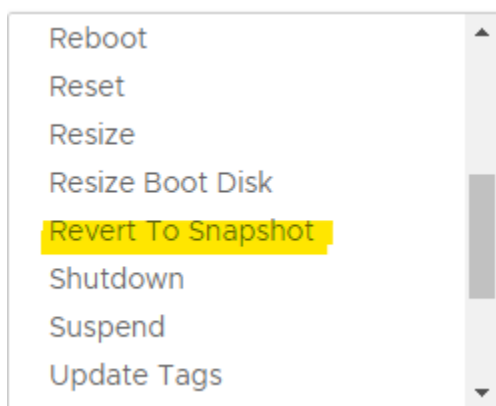 Reboot
Reset
Resize
Resize Boot Disk
Revert To Snapshot
Shutdown
Suspend
Update Tags